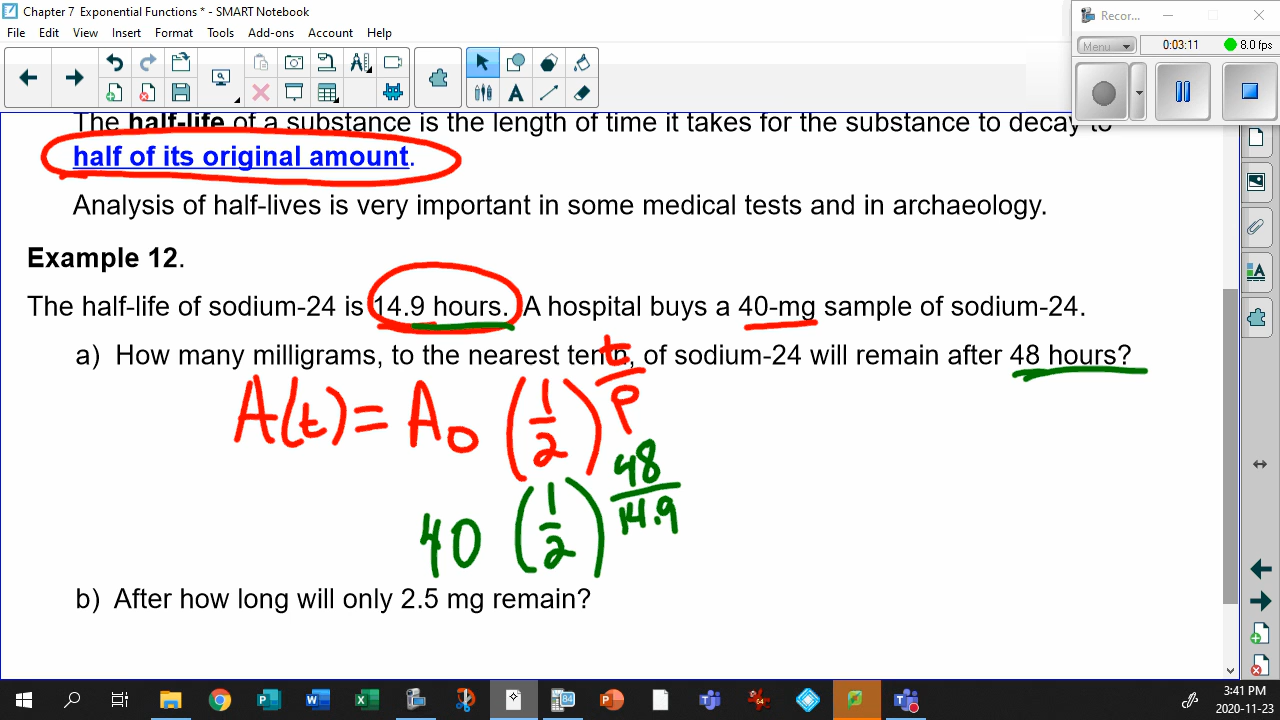 Chapter 7 Exponential Functions * - SMART Notebook
File Edit View Insert Format Tools Add-ons Account Help
Recor...
Menu 0:03:11 8.0 fps
The half-life of a substance is the length of time it takes for the substance to decay to
half of its original amount.
Analysis of half-lives is very important in some medical tests and in archaeology.
Example 12.
The half-life of sodium-24 is 14.9 hours. A hospital buys a 40-mg sample of sodium-24.
a) How many milligrams, to the nearest tenth, of sodium-24 will remain after 48 hours?
A(t) = A0 (1/2)^t/p
40 (1/2)^48/14.9
b) After how long will only 2.5 mg remain?
3:41 PM
2020-11-23